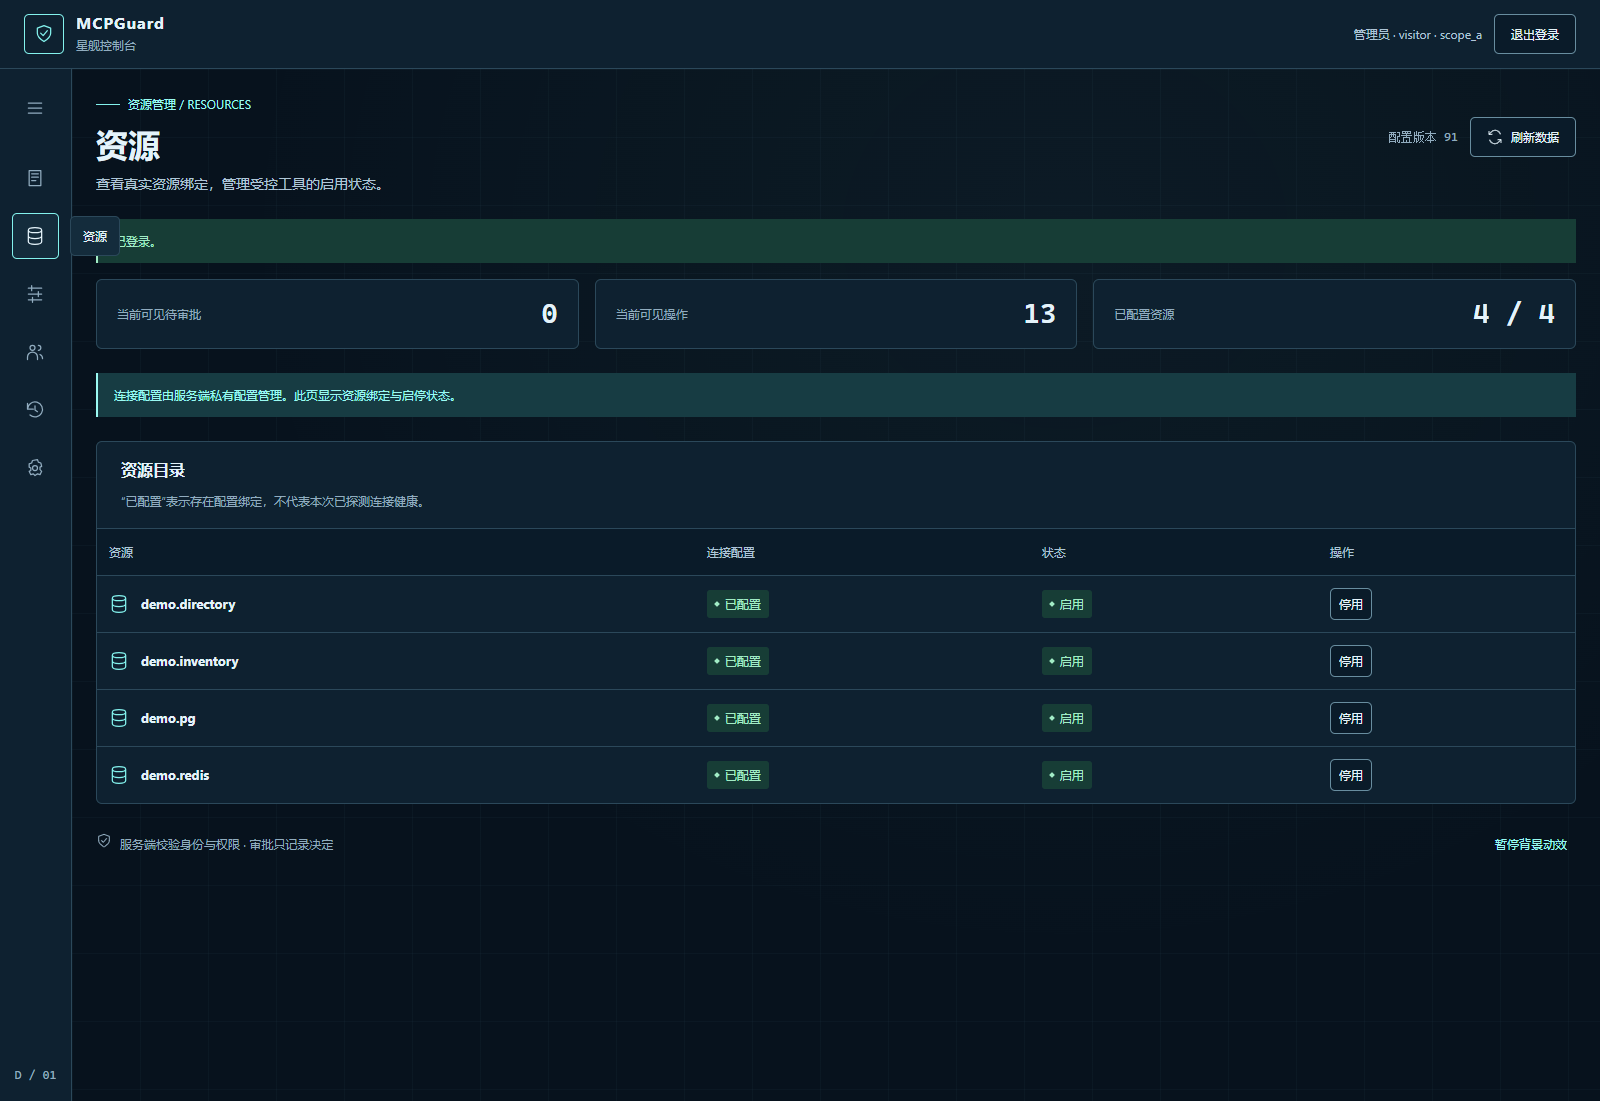 MCPGuard
星舰控制台
管理员 · visitor · scope_a
退出登录
资源管理 / RESOURCES
资源
查看真实资源绑定，管理受控工具的启用状态。
配置版本 91
刷新数据
资源
已登录。
当前可见待审批 0
当前可见操作 13
已配置资源 4 / 4
连接配置由服务端私有配置管理。此页显示资源绑定与启停状态。
资源目录
“已配置”表示存在配置绑定，不代表本次已探测连接健康。
资源 连接配置 状态 操作
demo.directory 已配置 启用 停用
demo.inventory 已配置 启用 停用
demo.pg 已配置 启用 停用
demo.redis 已配置 启用 停用
服务端校验身份与权限 · 审批只记录决定
暂停背景动效
D / 01